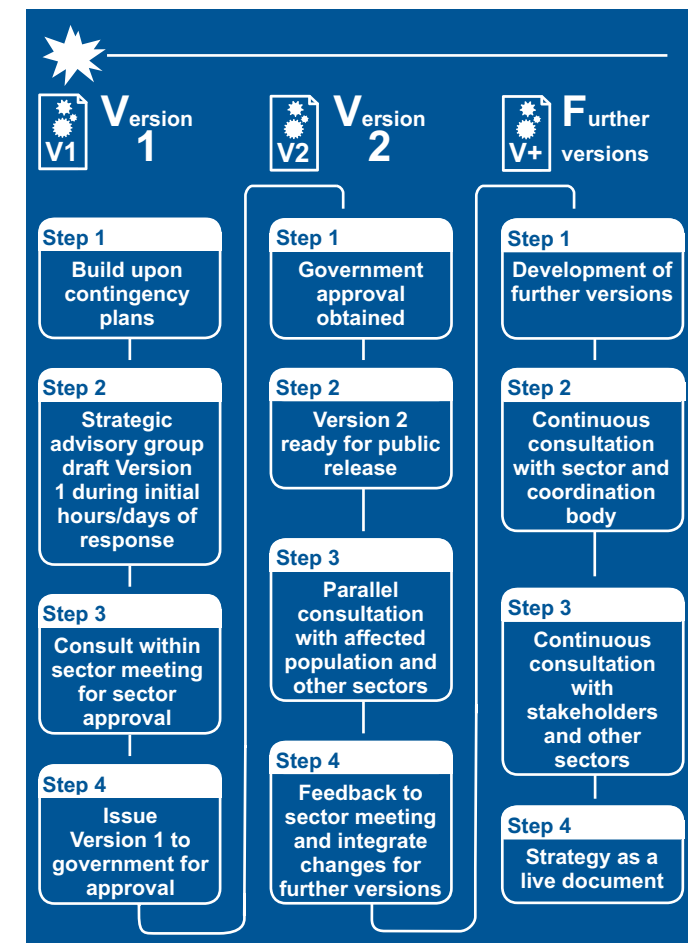 V1
Version
1
Step 1
Build upon
contingency
plans
Step 2
Strategic
advisory group
draft Version
1 during initial
hours/days of
response
Step 3
Consult within
sector meeting
for sector
approval
Step 4
Issue
Version 1 to
government for
approval
V2
Version
2
Step 1
Government
approval
obtained
Step 2
Version 2
ready for public
release
Step 3
Parallel
consultation
with affected
population and
other sectors
Step 4
Feedback to
sector meeting
and integrate
changes for
further versions
V+
Further
versions
Step 1
Development of
further versions
Step 2
Continuous
consultation
with sector and
coordination
body
Step 3
Continuous
consultation
with
stakeholders
and other
sectors
Step 4
Strategy as a
live document